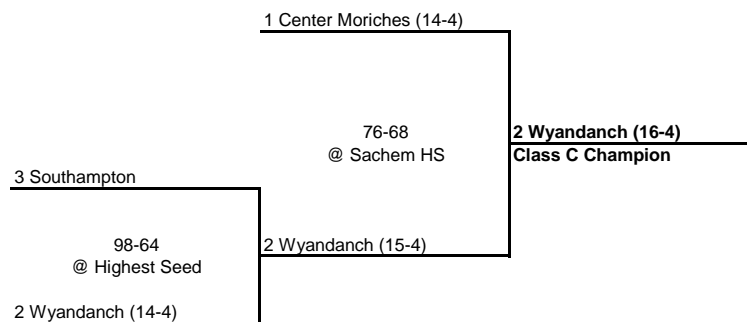 1 Center Moriches (14-4)
76-68
@ Sachem HS
2 Wyandanch (16-4)
Class C Champion
3 Southampton
98-64
@ Highest Seed
2 Wyandanch (15-4)
2 Wyandanch (14-4)